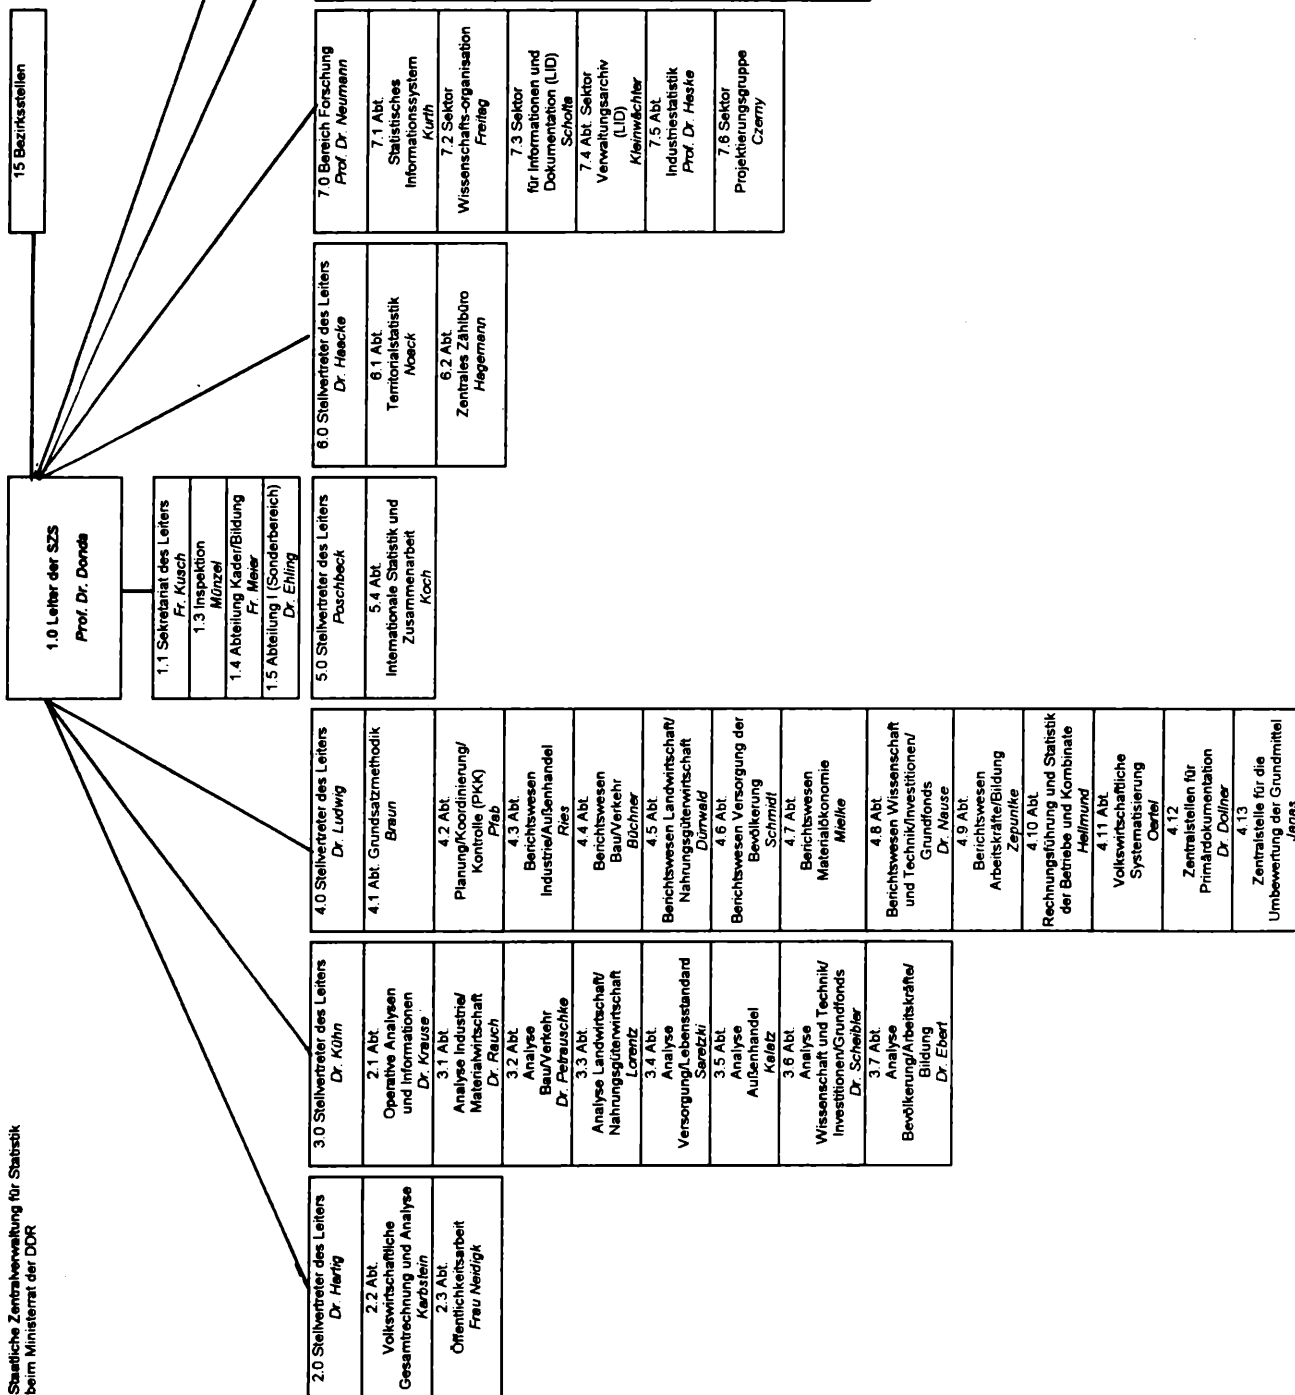 Staatliche Zentralverwaltung für Statistik
beim Ministerrat der DDR
1.0 Leiter der SZS
Prof. Dr. Donda
15 Bezirksstellen
1.1 Sekretariat des Leiters
Fr. Kusch
1.3 Inspektion
Münzel
1.4 Abteilung Kader/Bildung
Fr. Meier
1.5 Abteilung I (Sonderbereich)
Dr. Ehling
2.0 Stellvertreter des Leiters
Dr. Hartig
2.2 Abt.
Volkswirtschaftliche
Gesamtrechnung und Analyse
Karbstein
2.3 Abt.
Öffentlichkeitsarbeit
Frau Neidigk
3.0 Stellvertreter des Leiters
Dr. Kühn
2.1 Abt.
Operative Analysen
und Informationen
Dr. Krause
3.1 Abt.
Analyse Industrie/
Materialwirtschaft
Dr. Rauch
3.2 Abt.
Analyse
Bau/Verkehr
Dr. Petrauschke
3.3 Abt.
Analyse Landwirtschaft/
Nahrungsgüterwirtschaft
Lorentz
3.4 Abt.
Analyse
Versorgung/Lebensstandard
Saretzki
3.5 Abt.
Analyse
Außenhandel
Kalatz
3.6 Abt.
Analyse
Wissenschaft und Technik/
Investitionen/Grundfonds
Dr. Scheibler
3.7 Abt.
Analyse
Bevölkerung/Arbeitskräfte/
Bildung
Dr. Ebert
4.0 Stellvertreter des Leiters
Dr. Ludwig
4.1 Abt. Grundsatzmethodik
Braun
4.2 Abt.
Planung/Koordinierung/
Kontrolle (PKK)
Pfab
4.3 Abt.
Berichtswesen
Industrie/Außenhandel
Ries
4.4 Abt.
Berichtswesen
Bau/Verkehr
Büchner
4.5 Abt.
Berichtswesen Landwirtschaft/
Nahrungsgüterwirtschaft
Dürrwald
4.6 Abt.
Berichtswesen Versorgung der
Bevölkerung
Schmidt
4.7 Abt.
Berichtswesen
Materialökonomie
Mielke
4.8 Abt.
Berichtswesen Wissenschaft
und Technik/Investitionen/
Grundfonds
Dr. Nause
4.9 Abt.
Berichtswesen
Arbeitskräfte/Bildung
Zepuntke
4.10 Abt.
Rechnungsführung und Statistik
der Betriebe und Kombinate
Hellmund
4.11 Abt.
Volkswirtschaftliche
Systematisierung
Oertel
4.12
Zentralstellen für
Primärdokumentation
Dr. Dollner
4.13
Zentralstelle für die
Umbewertung der Grundmittel
Jonas
5.0 Stellvertreter des Leiters
Poschbeck
5.4 Abt.
Internationale Statistik und
Zusammenarbeit
Koch
6.0 Stellvertreter des Leiters
Dr. Haacke
6.1 Abt.
Territorialstatistik
Noack
6.2 Abt.
Zentrales Zählbüro
Hagemann
7.0 Bereich Forschung
Prof. Dr. Neumann
7.1 Abt.
Statistisches
Informationssystem
Kurth
7.2 Sektor
Wissenschafts-organisation
Freitag
7.3 Sektor
für Informationen und
Dokumentation (LID)
Scholta
7.4 Abt. Sektor
Verwaltungsarchiv
(LID)
Kleinwächter
7.5 Abt.
Industriestatistik
Prof. Dr. Heske
7.6 Sektor
Projektierungsgruppe
Czerny